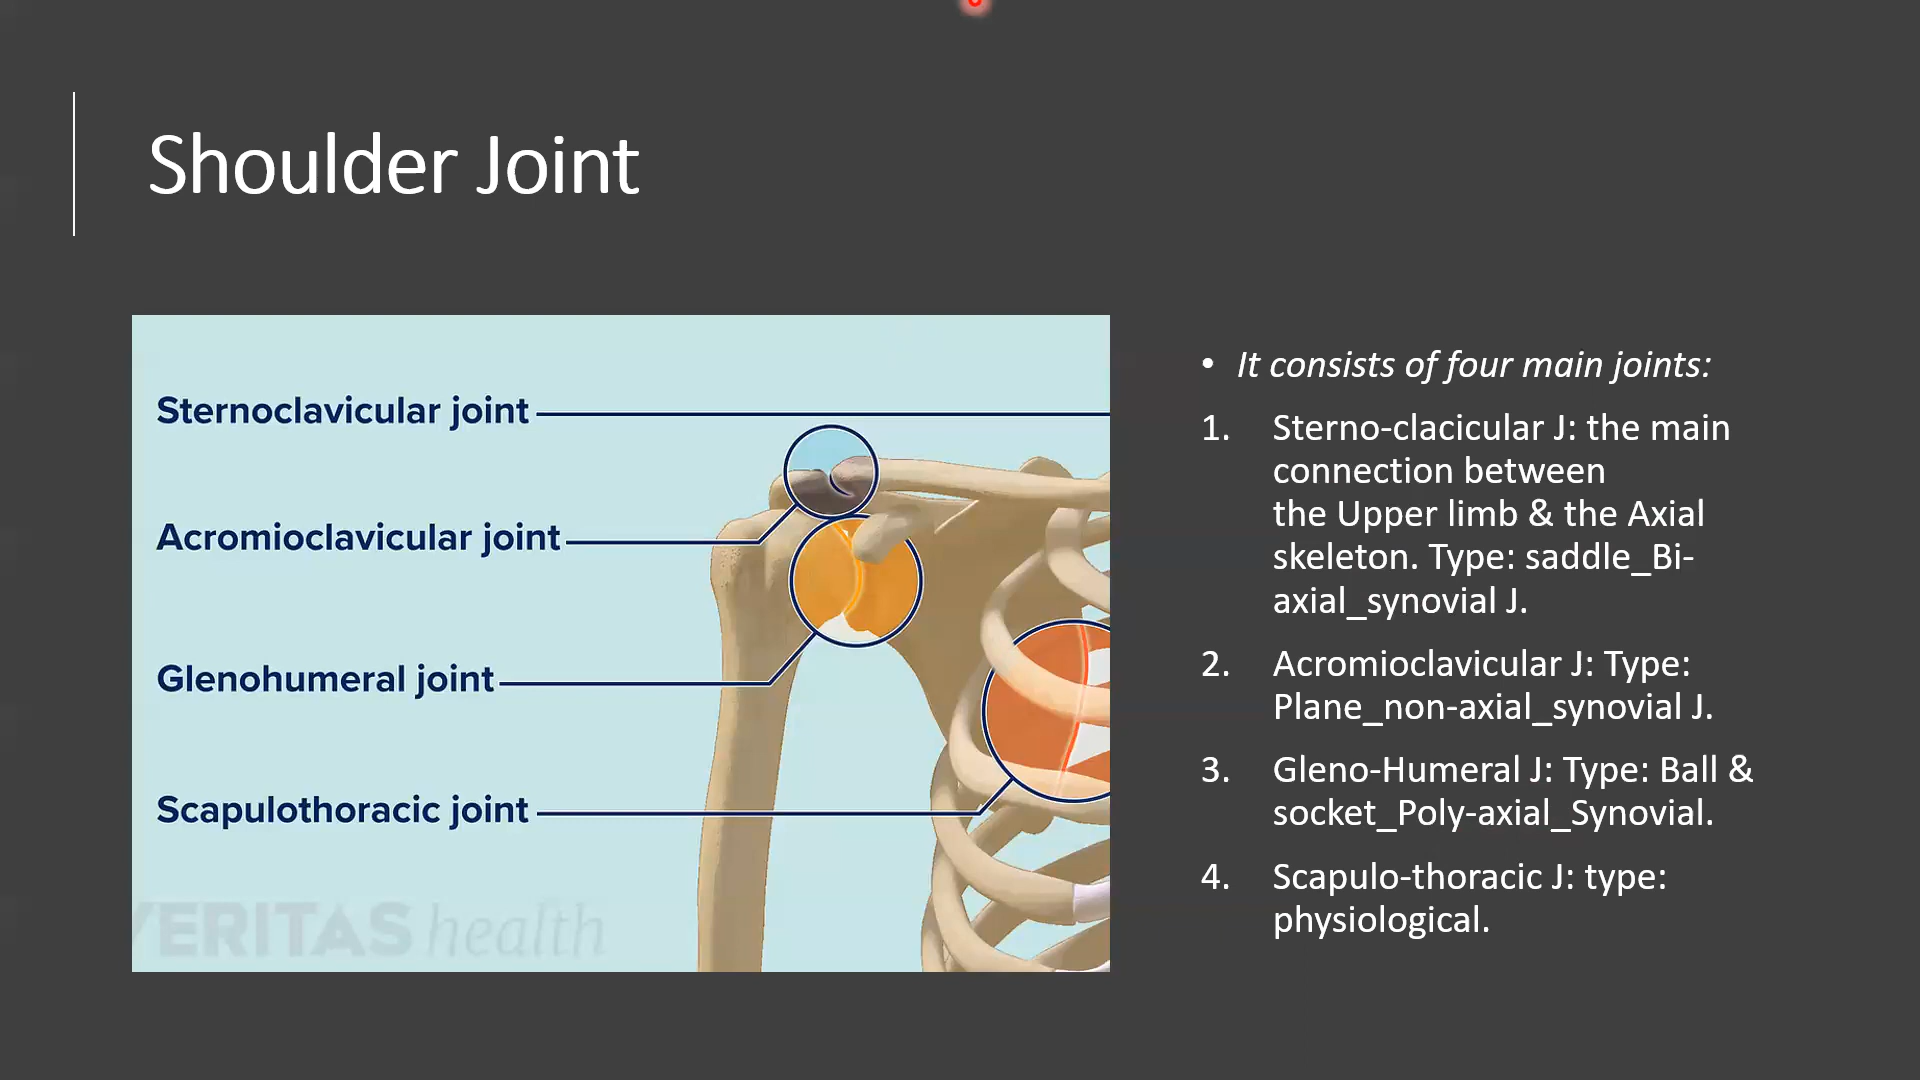 Shoulder Joint
Sternoclavicular joint
Acromioclavicular joint
Glenohumeral joint
Scapulothoracic joint
VERITAS health
• It consists of four main joints:
1. Sterno-clacicular J: the main
connection between
the Upper limb & the Axial
skeleton. Type: saddle_Bi-
axial_synovial J.
2. Acromioclavicular J: Type:
Plane_non-axial_synovial J.
3. Gleno-Humeral J: Type: Ball &
socket_Poly-axial_Synovial.
4. Scapulo-thoracic J: type:
physiological.